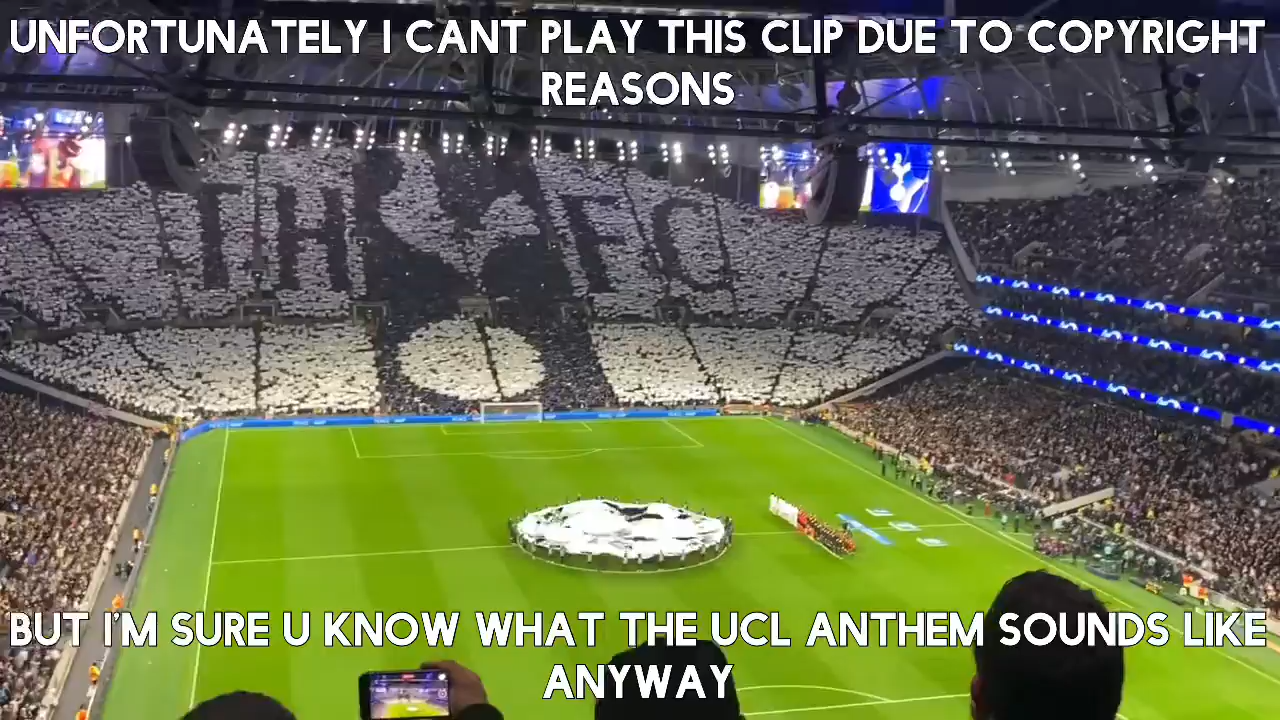 UNFORTUNATELY I CANT PLAY THIS CLIP DUE TO COPYRIGHT
REASONS
THFC
BUT I'M SURE U KNOW WHAT THE UCL ANTHEM SOUNDS LIKE
ANYWAY